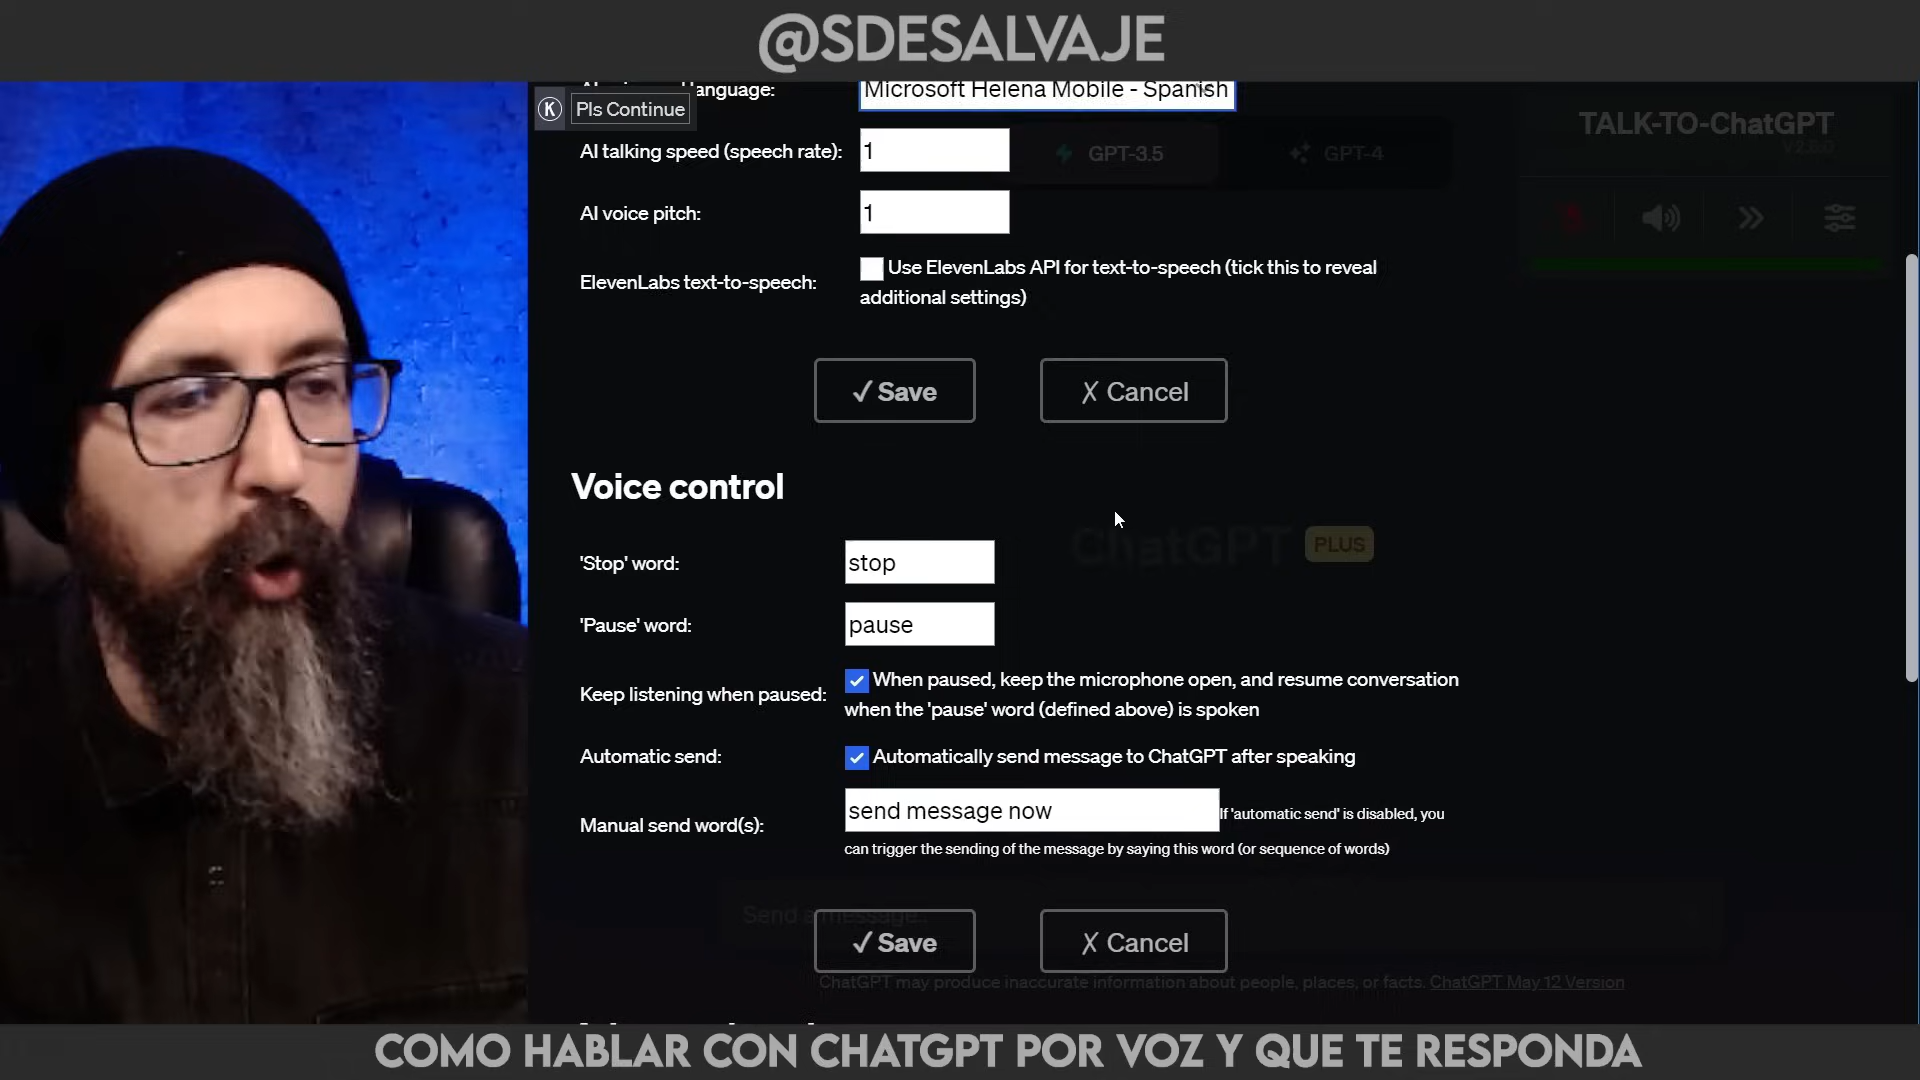 @SDESALVAJE
anguage:
Microsoft Helena Mobile - Spanish
K
Pls Continue
TALK-TO-ChatGPT
AI talking speed (speech rate):
1
GPT-3.5
GPT-4
AI voice pitch:
1
ElevenLabs text-to-speech:
Use ElevenLabs API for text-to-speech (tick this to reveal
additional settings)
✓ Save
X Cancel
Voice control
'Stop' word:
stop
ChatGPT PLUS
'Pause' word:
pause
Keep listening when paused:
When paused, keep the microphone open, and resume conversation
when the 'pause' word (defined above) is spoken
Automatic send:
Automatically send message to ChatGPT after speaking
Manual send word(s):
send message now
If 'automatic send' is disabled, you
can trigger the sending of the message by saying this word (or sequence of words)
Send a message..
✓ Save
X Cancel
ChatGPT may produce inaccurate information about people, places, or facts. ChatGPT May 12 Version
COMO HABLAR CON CHATGPT POR VOZ Y QUE TE RESPONDA